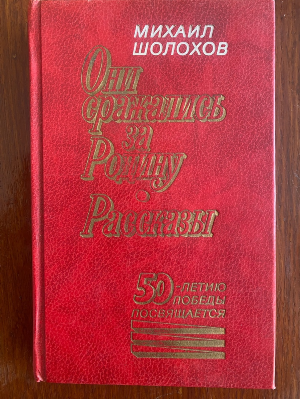 МИХАИЛ
ШОЛОХОВ
Они
сражались
за
Родину
Рассказы
50-ЛЕТИЮ
ПОБЕДЫ
ПОСВЯЩАЕТСЯ